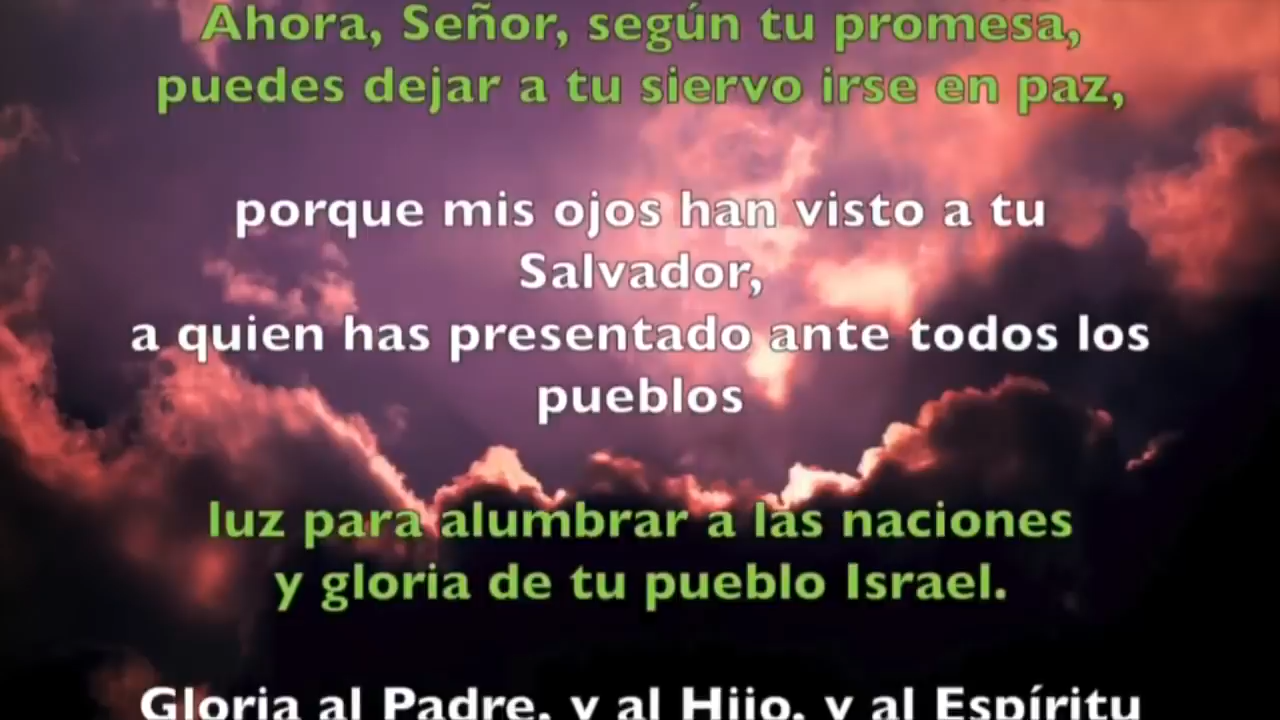 Ahora, Señor, según tu promesa,
puedes dejar a tu siervo irse en paz,
porque mis ojos han visto a tu
Salvador,
a quien has presentado ante todos los
pueblos
luz para alumbrar a las naciones
y gloria de tu pueblo Israel.
Gloria al Padre, y al Hijo, y al Espíritu